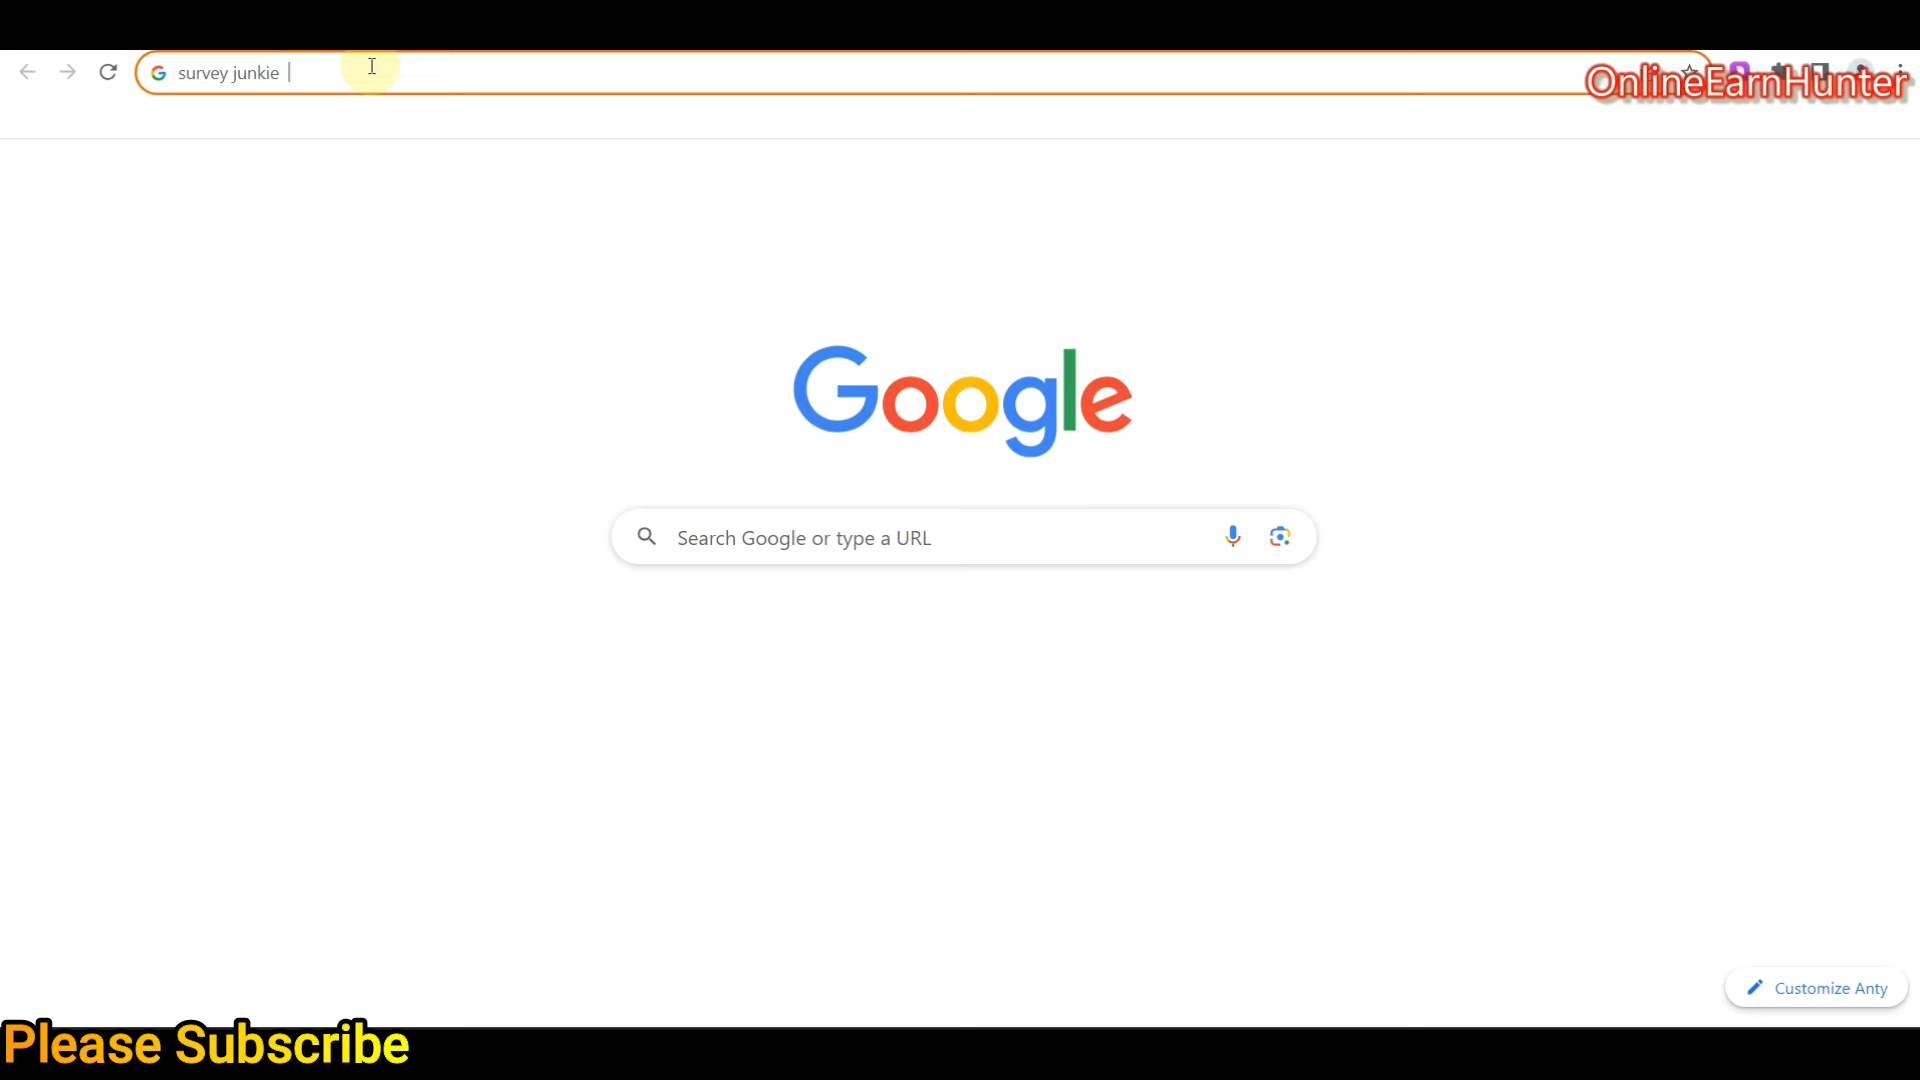 survey junkie
OnlineEarnHunter
Google
Search Google or type a URL
Customize Anty
Please Subscribe